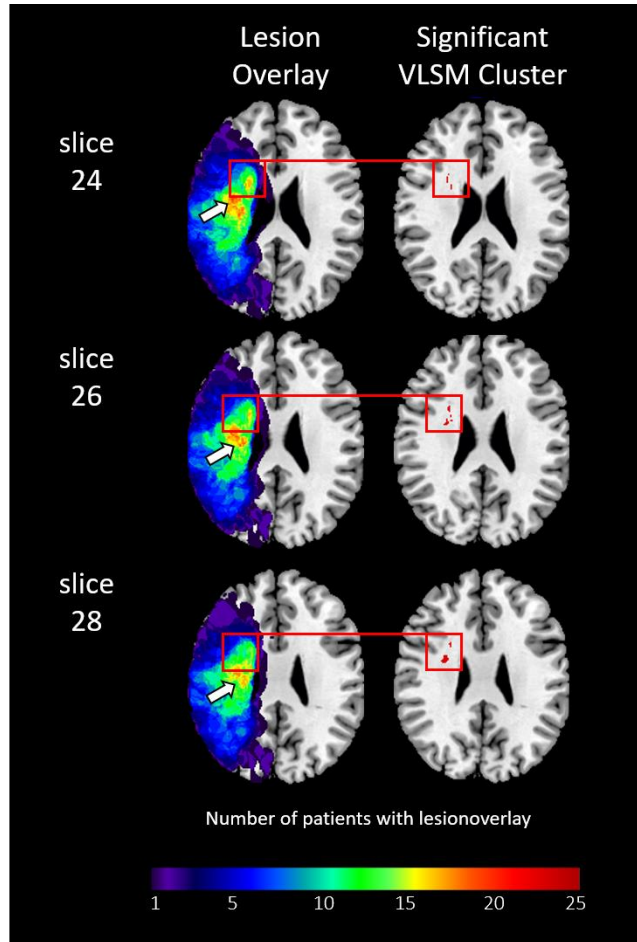 Lesion
Overlay
Significant
VLSM Cluster
slice
24
slice
26
slice
28
Number of patients with lesionoverlay
1 5 10 15 20 25